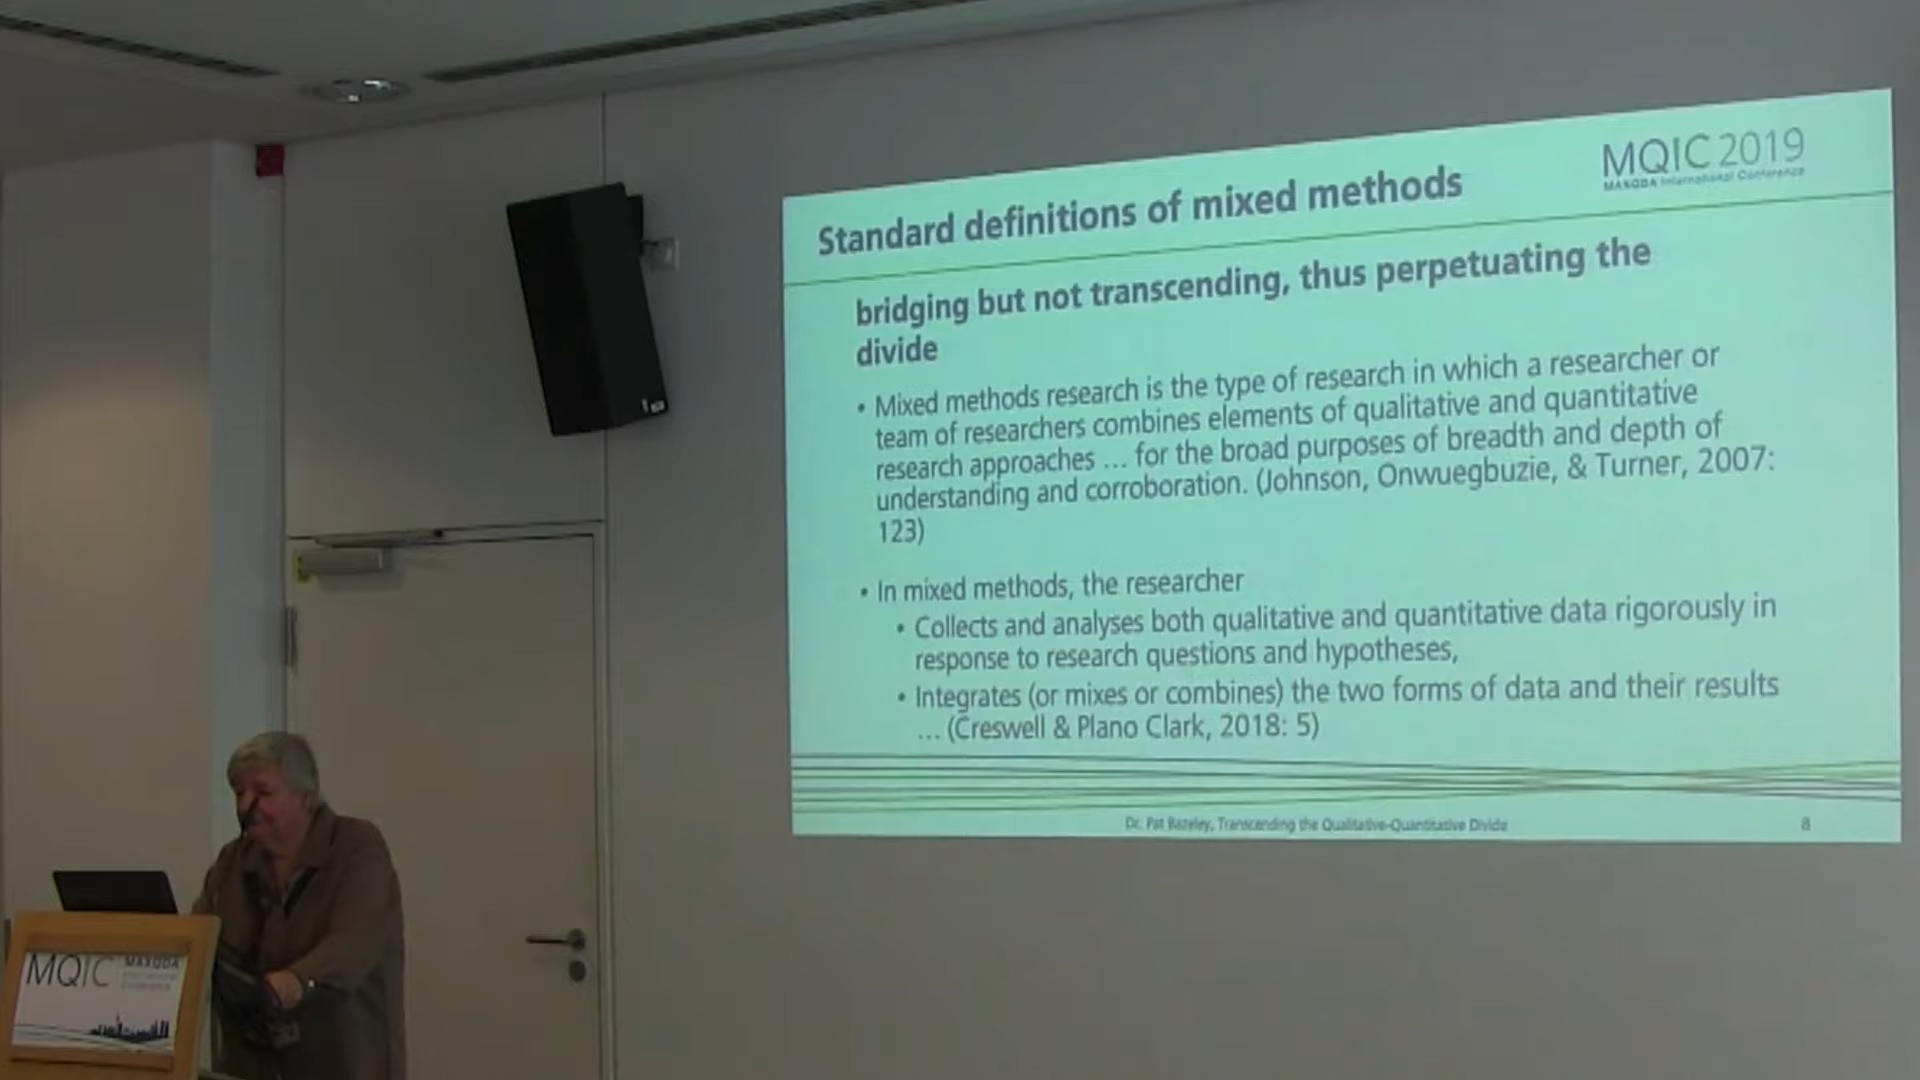 MQIC 2019
MAXQDA International Conference
Standard definitions of mixed methods
bridging but not transcending, thus perpetuating the
divide
• Mixed methods research is the type of research in which a researcher or
team of researchers combines elements of qualitative and quantitative
research approaches ... for the broad purposes of breadth and depth of
understanding and corroboration. (Johnson, Onwuegbuzie, & Turner, 2007:
123)
• In mixed methods, the researcher
• Collects and analyses both qualitative and quantitative data rigorously in
response to research questions and hypotheses,
• Integrates (or mixes or combines) the two forms of data and their results
... (Creswell & Plano Clark, 2018: 5)
Dr. Pat Bazeley, Transcending the Qualitative-Quantitative Divide
8
MQIC
MAXQDA
International
Conference